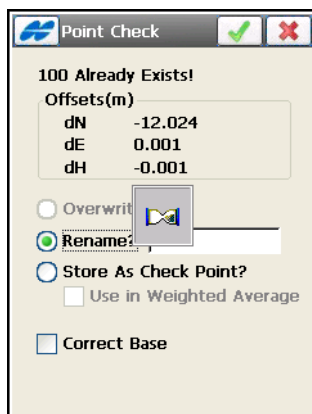 Point Check
100 Already Exists!
Offsets(m)
dN -12.024
dE 0.001
dH -0.001
Rename?
Store As Check Point?
Use in Weighted Average
Correct Base